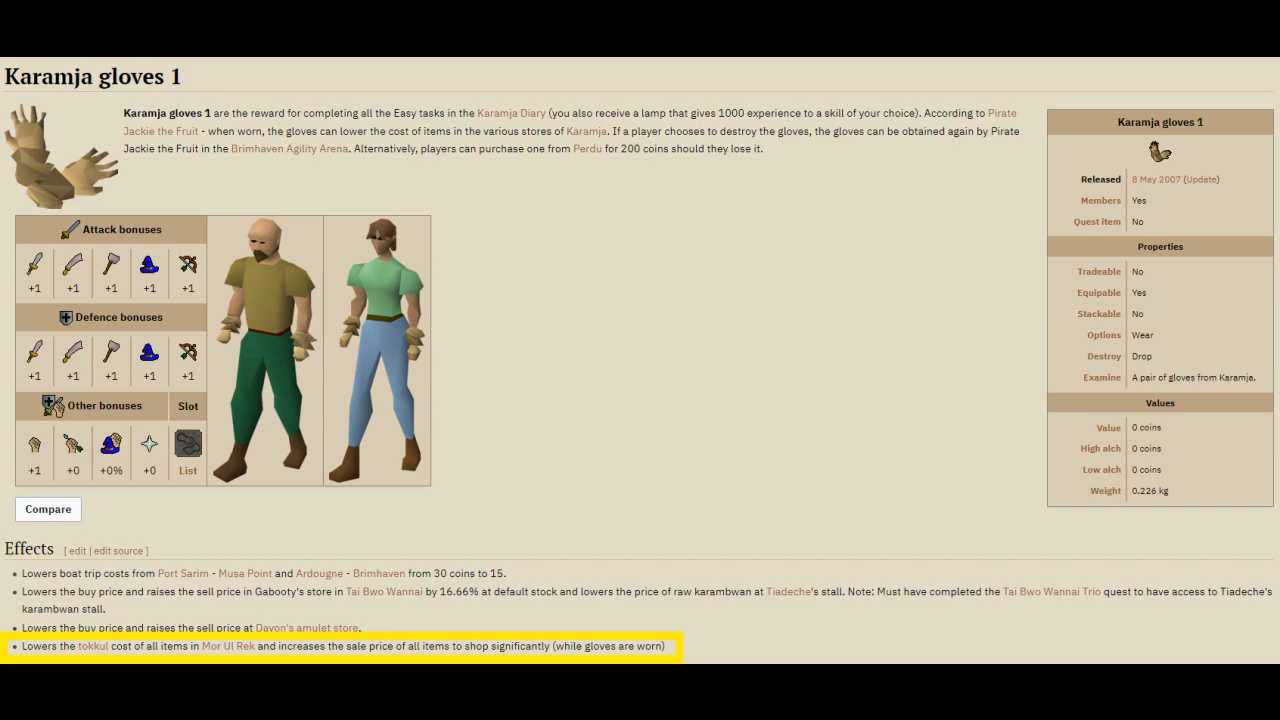 Karamja gloves 1
Karamja gloves 1 are the reward for completing all the Easy tasks in the Karamja Diary (you also receive a lamp that gives 1000 experience to a skill of your choice). According to Pirate
Jackie the Fruit - when worn, the gloves can lower the cost of items in the various stores of Karamja. If a player chooses to destroy the gloves, the gloves can be obtained again by Pirate
Jackie the Fruit in the Brimhaven Agility Arena. Alternatively, players can purchase one from Perdu for 200 coins should they lose it.
Attack bonuses
+1 +1 +1 +1 +1
Defence bonuses
+1 +1 +1 +1 +1
Other bonuses Slot
+1 +0 +0% +0 List
Compare
Karamja gloves 1
Released 8 May 2007 (Update)
Members Yes
Quest item No
Properties
Tradeable No
Equipable Yes
Stackable No
Options Wear
Destroy Drop
Examine A pair of gloves from Karamja.
Values
Value 0 coins
High alch 0 coins
Low alch 0 coins
Weight 0.226 kg
Effects [ edit | edit source ]
• Lowers boat trip costs from Port Sarim - Musa Point and Ardougne - Brimhaven from 30 coins to 15.
• Lowers the buy price and raises the sell price in Gabooty's store in Tai Bwo Wannai by 16.66% at default stock and lowers the price of raw karambwan at Tiadeche's stall. Note: Must have completed the Tai Bwo Wannai Trio quest to have access to Tiadeche's
karambwan stall.
• Lowers the buy price and raises the sell price at Davon's amulet store.
• Lowers the tokkul cost of all items in Mor Ul Rek and increases the sale price of all items to shop significantly (while gloves are worn)